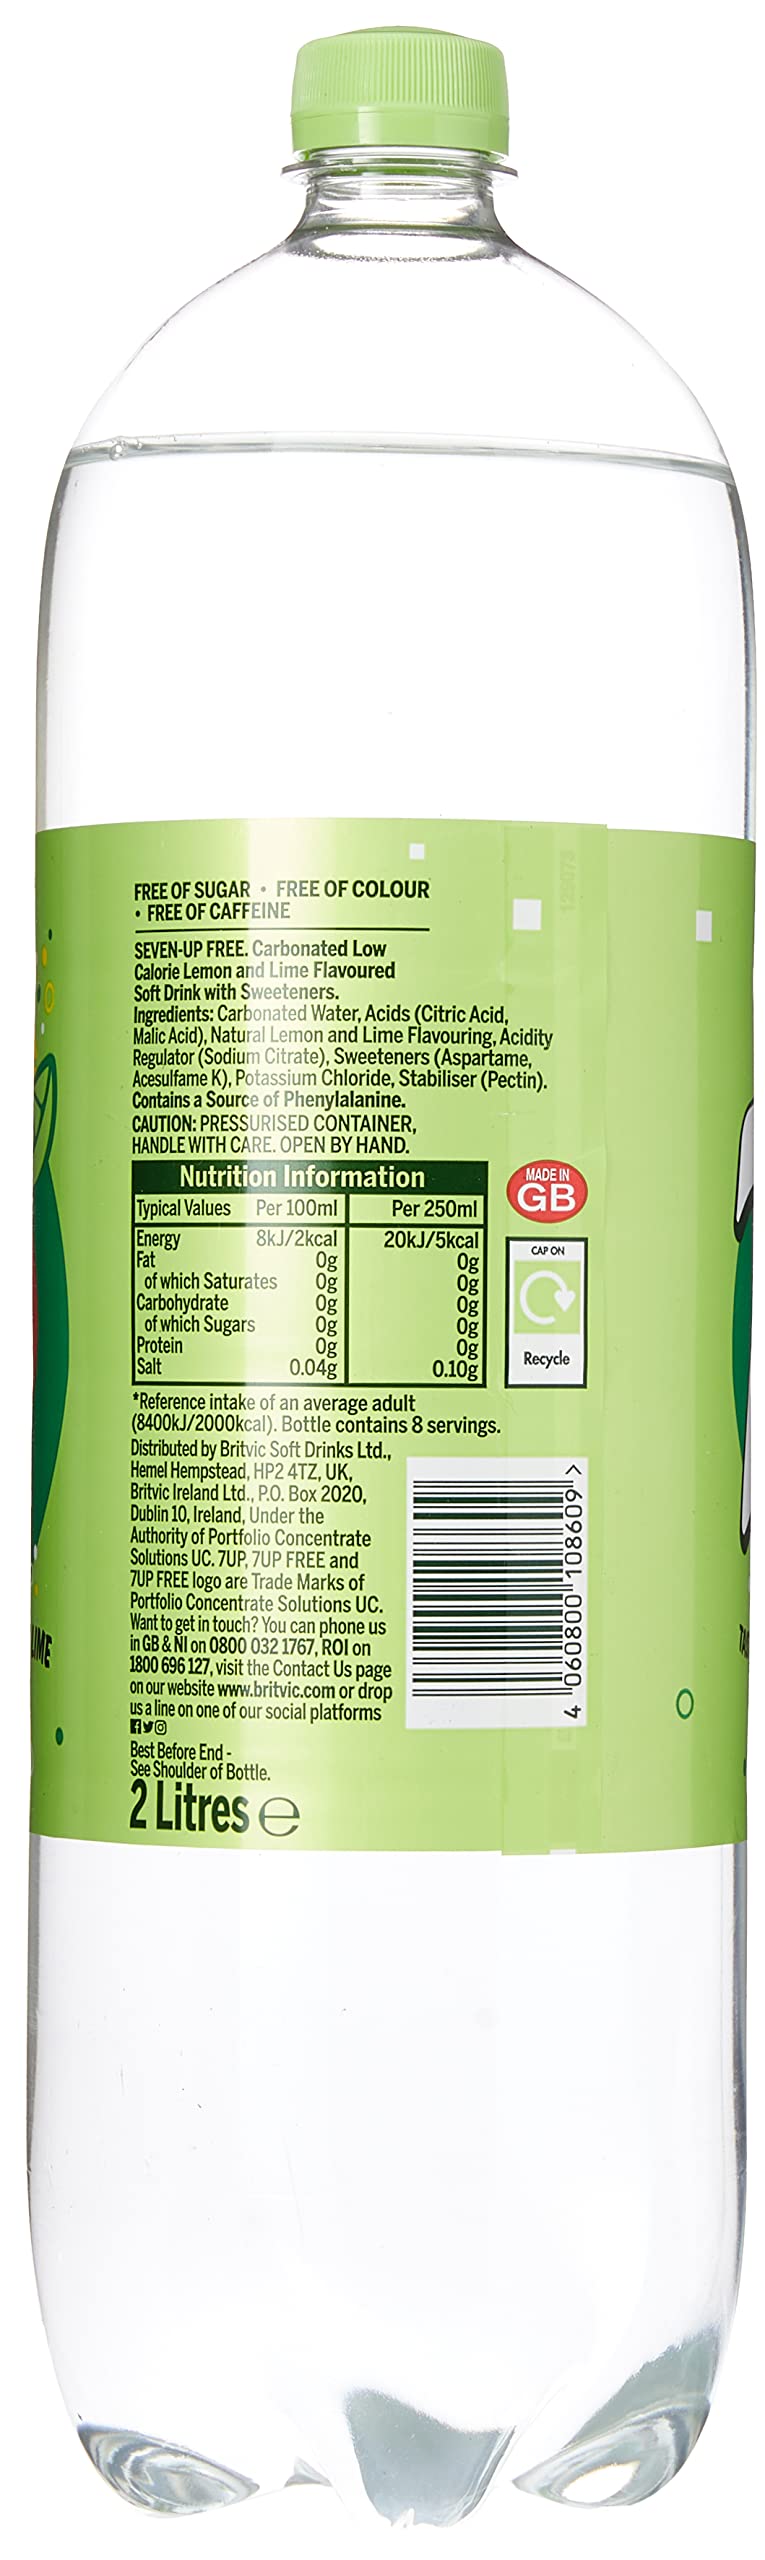 FREE OF SUGAR • FREE OF COLOUR
• FREE OF CAFFEINE
SEVEN-UP FREE. Carbonated Low
Calorie Lemon and Lime Flavoured
Soft Drink with Sweeteners.
Ingredients: Carbonated Water, Acids (Citric Acid,
Malic Acid), Natural Lemon and Lime Flavouring, Acidity
Regulator (Sodium Citrate), Sweeteners (Aspartame,
Acesulfame K), Potassium Chloride, Stabiliser (Pectin).
Contains a Source of Phenylalanine.
CAUTION: PRESSURISED CONTAINER,
HANDLE WITH CARE. OPEN BY HAND.
Nutrition Information
Typical Values Per 100ml Per 250ml
Energy 8kJ/2kcal 20kJ/5kcal
Fat 0g 0g
of which Saturates 0g 0g
Carbohydrate 0g 0g
of which Sugars 0g 0g
Protein 0g 0g
Salt 0.04g 0.10g
MADE IN
GB
CAP ON
Recycle
*Reference intake of an average adult
(8400kJ/2000kcal). Bottle contains 8 servings.
Distributed by Britvic Soft Drinks Ltd.,
Hemel Hempstead, HP2 4TZ, UK,
Britvic Ireland Ltd., P.O. Box 2020,
Dublin 10, Ireland, Under the
Authority of Portfolio Concentrate
Solutions UC. 7UP, 7UP FREE and
7UP FREE logo are Trade Marks of
Portfolio Concentrate Solutions UC.
Want to get in touch? You can phone us
in GB & NI on 0800 032 1767, ROI on
1800 696 127, visit the Contact Us page
on our website www.britvic.com or drop
us a line on one of our social platforms
Best Before End -
See Shoulder of Bottle.
2 Litres e
4 060800 108609 >
LIME